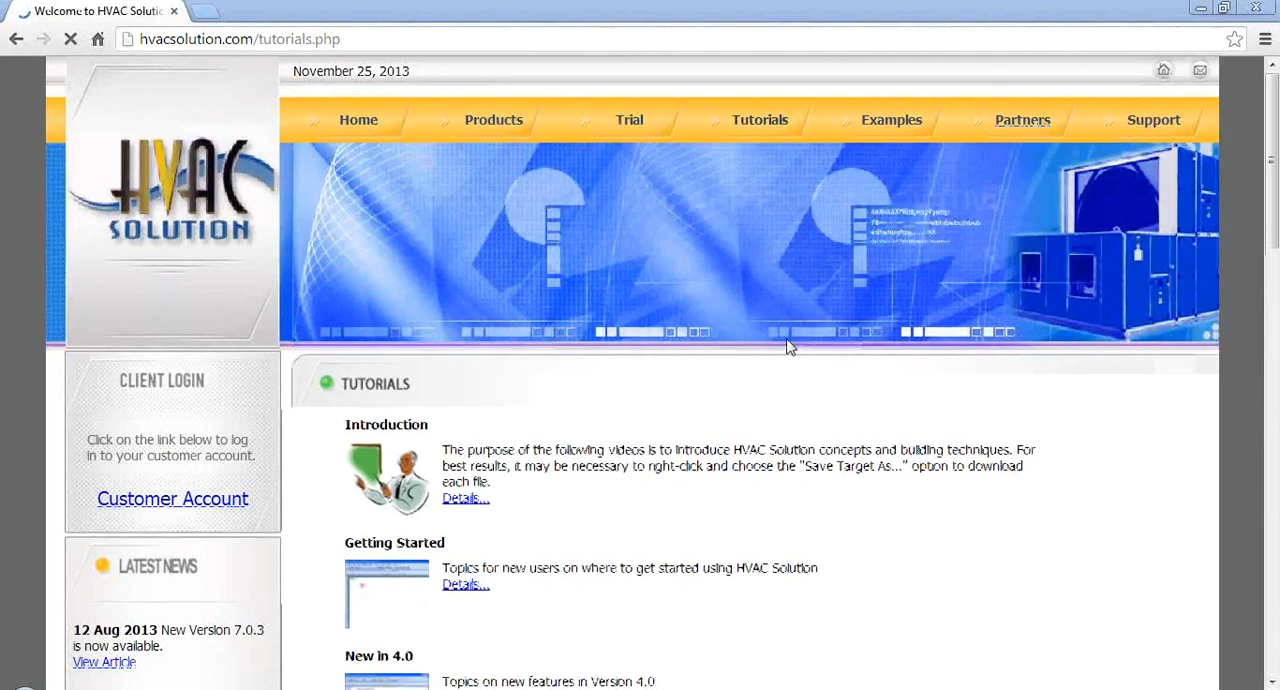 Welcome to HVAC Solutio
hvacsolution.com/tutorials.php
November 25, 2013
Home
Products
Trial
Tutorials
Examples
Partners
Support
HVAC
SOLUTION
CLIENT LOGIN
Click on the link below to log
in to your customer account.
Customer Account
LATEST NEWS
12 Aug 2013 New Version 7.0.3
is now available.
View Article
TUTORIALS
Introduction
The purpose of the following videos is to introduce HVAC Solution concepts and building techniques. For
best results, it may be necessary to right-click and choose the "Save Target As..." option to download
each file.
Details...
Getting Started
Topics for new users on where to get started using HVAC Solution
Details...
New in 4.0
Topics on new features in Version 4.0